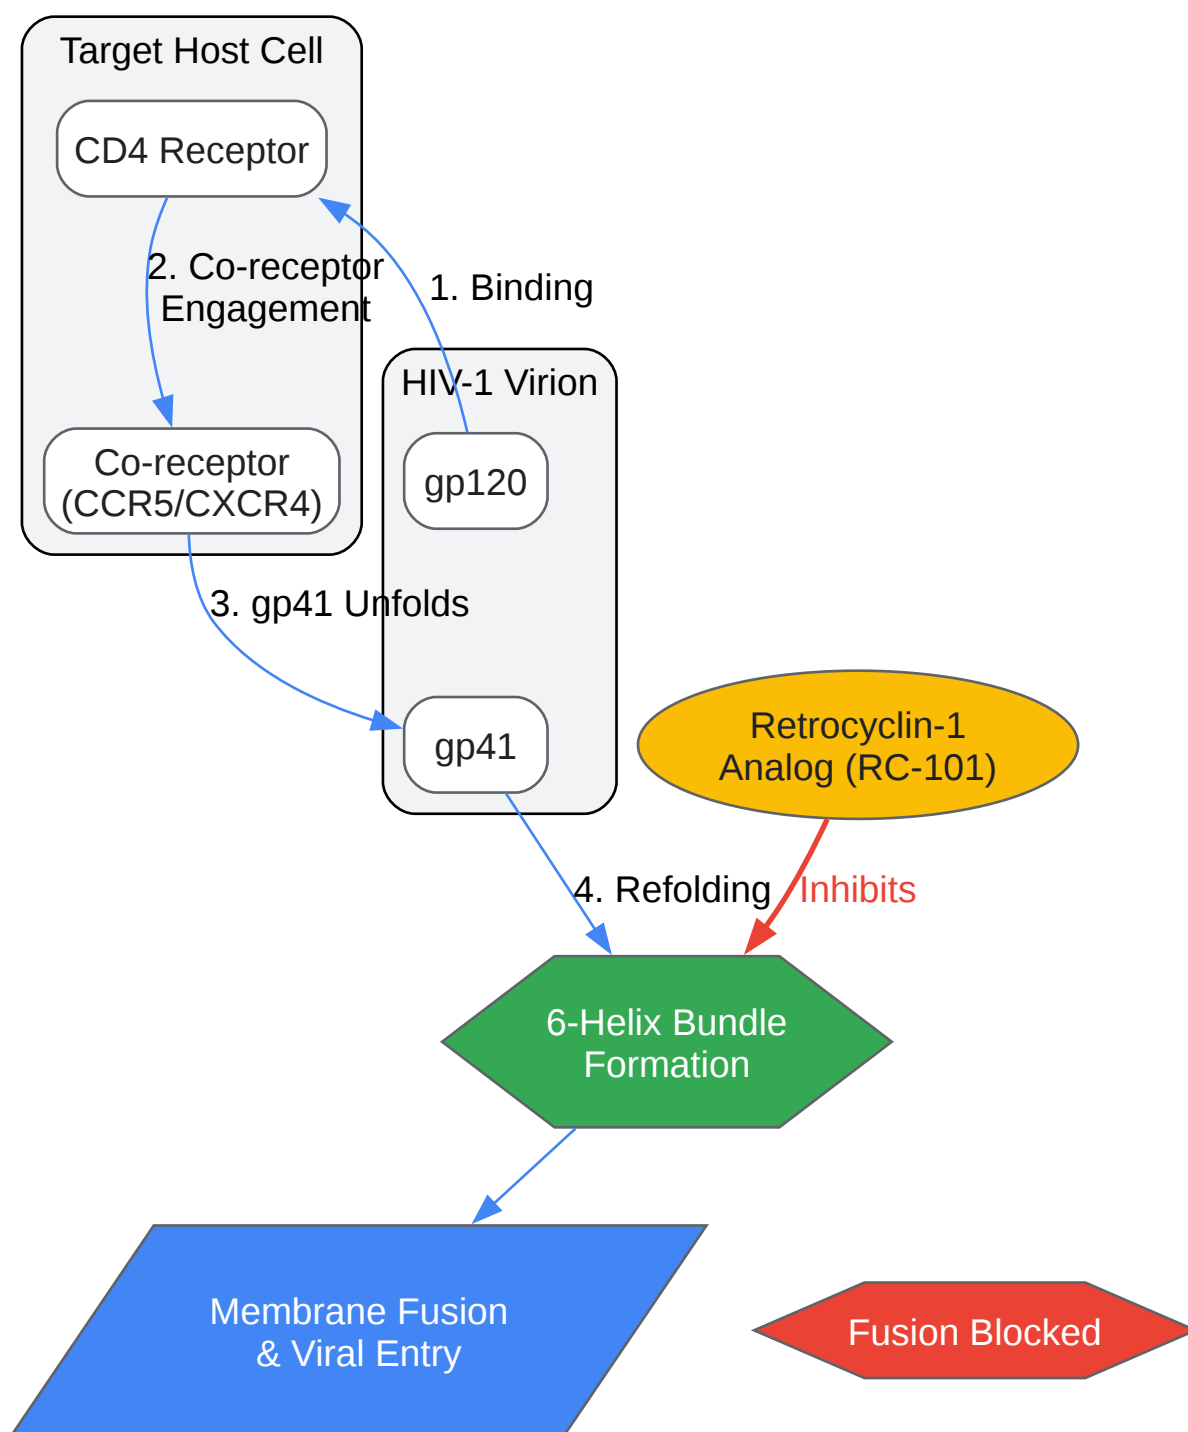 Target Host Cell
CD4 Receptor
2. Co-receptor
Engagement
1. Binding
HIV-1 Virion
Co-receptor
(CCR5/CXCR4)
gp120
3. gp41 Unfolds
gp41
Retrocyclin-1
Analog (RC-101)
4. Refolding
Inhibits
6-Helix Bundle
Formation
Membrane Fusion
& Viral Entry
Fusion Blocked